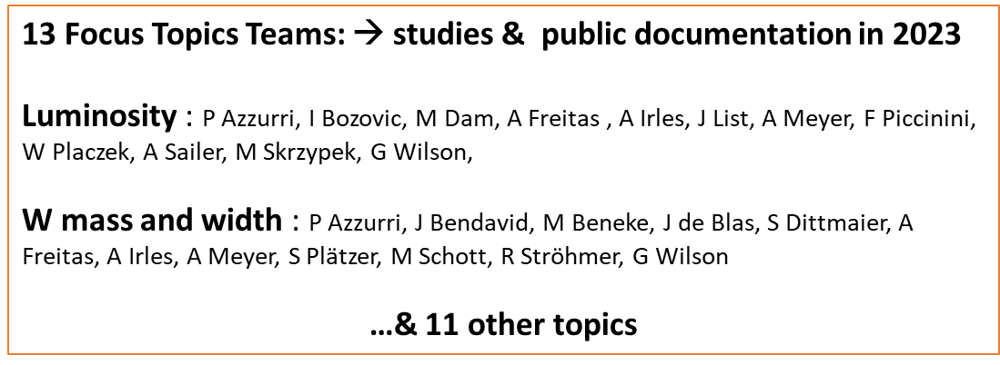 13 Focus Topics Teams: → studies &  public documentation in 2023
Luminosity : P Azzurri, I Bozovic, M Dam, A Freitas , A Irles, J List, A Meyer, F Piccinini,
W Placzek, A Sailer, M Skrzypek, G Wilson,
W mass and width : P Azzurri, J Bendavid, M Beneke, J de Blas, S Dittmaier, A
Freitas, A Irles, A Meyer, S Plätzer, M Schott, R Ströhmer, G Wilson
...& 11 other topics